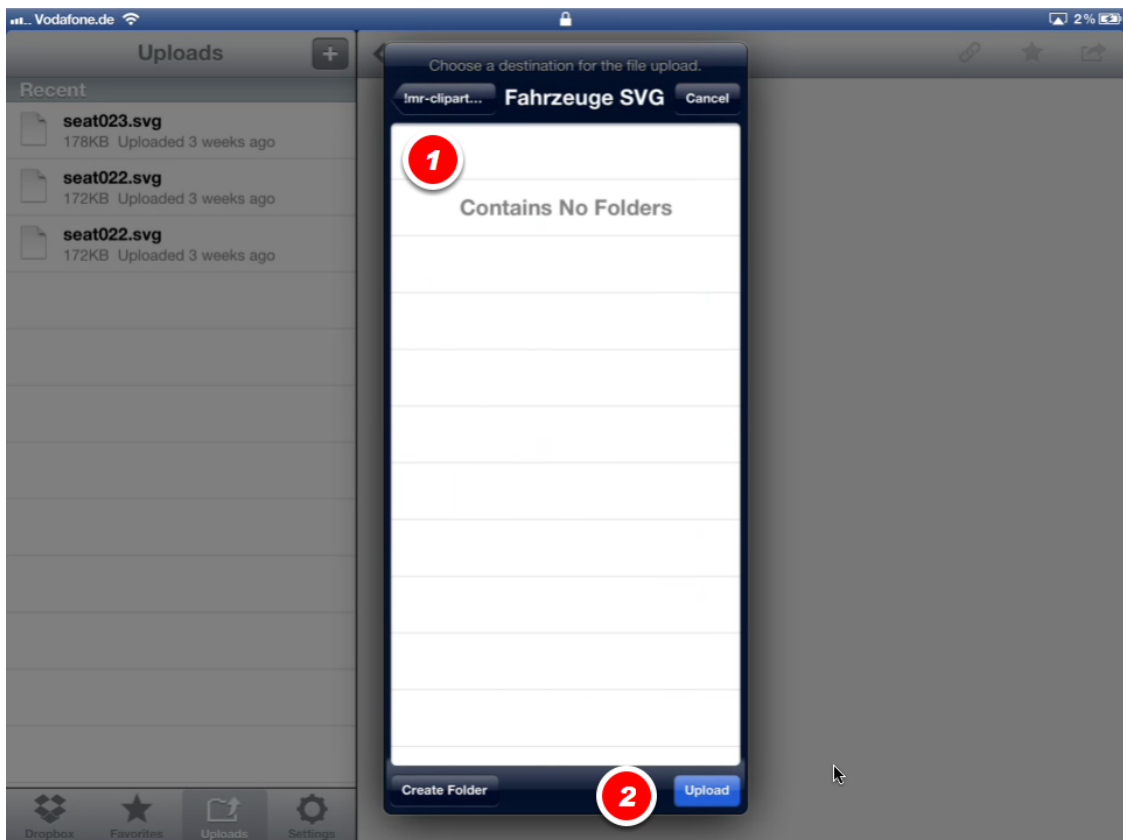 Vodafone.de
2%
Uploads
+
Recent
seat023.svg
178KB Uploaded 3 weeks ago
seat022.svg
172KB Uploaded 3 weeks ago
seat022.svg
172KB Uploaded 3 weeks ago
Dropbox Favorites Uploads Settings
Choose a destination for the file upload.
!mr-clipart... Fahrzeuge SVG Cancel
1
Contains No Folders
Create Folder 2 Upload